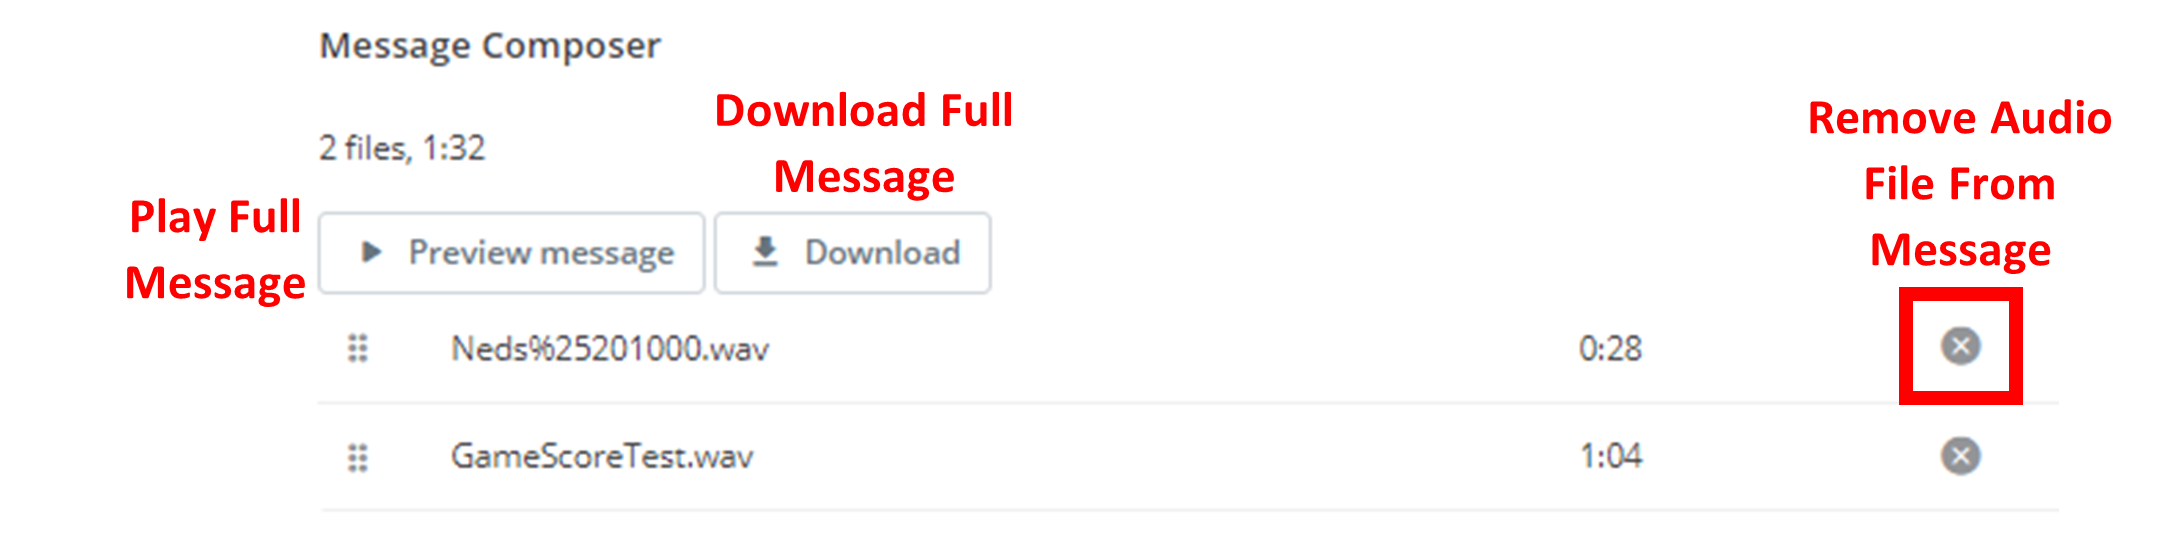 Message Composer
Download Full
Message
Remove Audio
File From
Message
2 files, 1:32
Play Full
Message
Preview message
Download
Neds%25201000.wav 0:28
GameScoreTest.wav 1:04